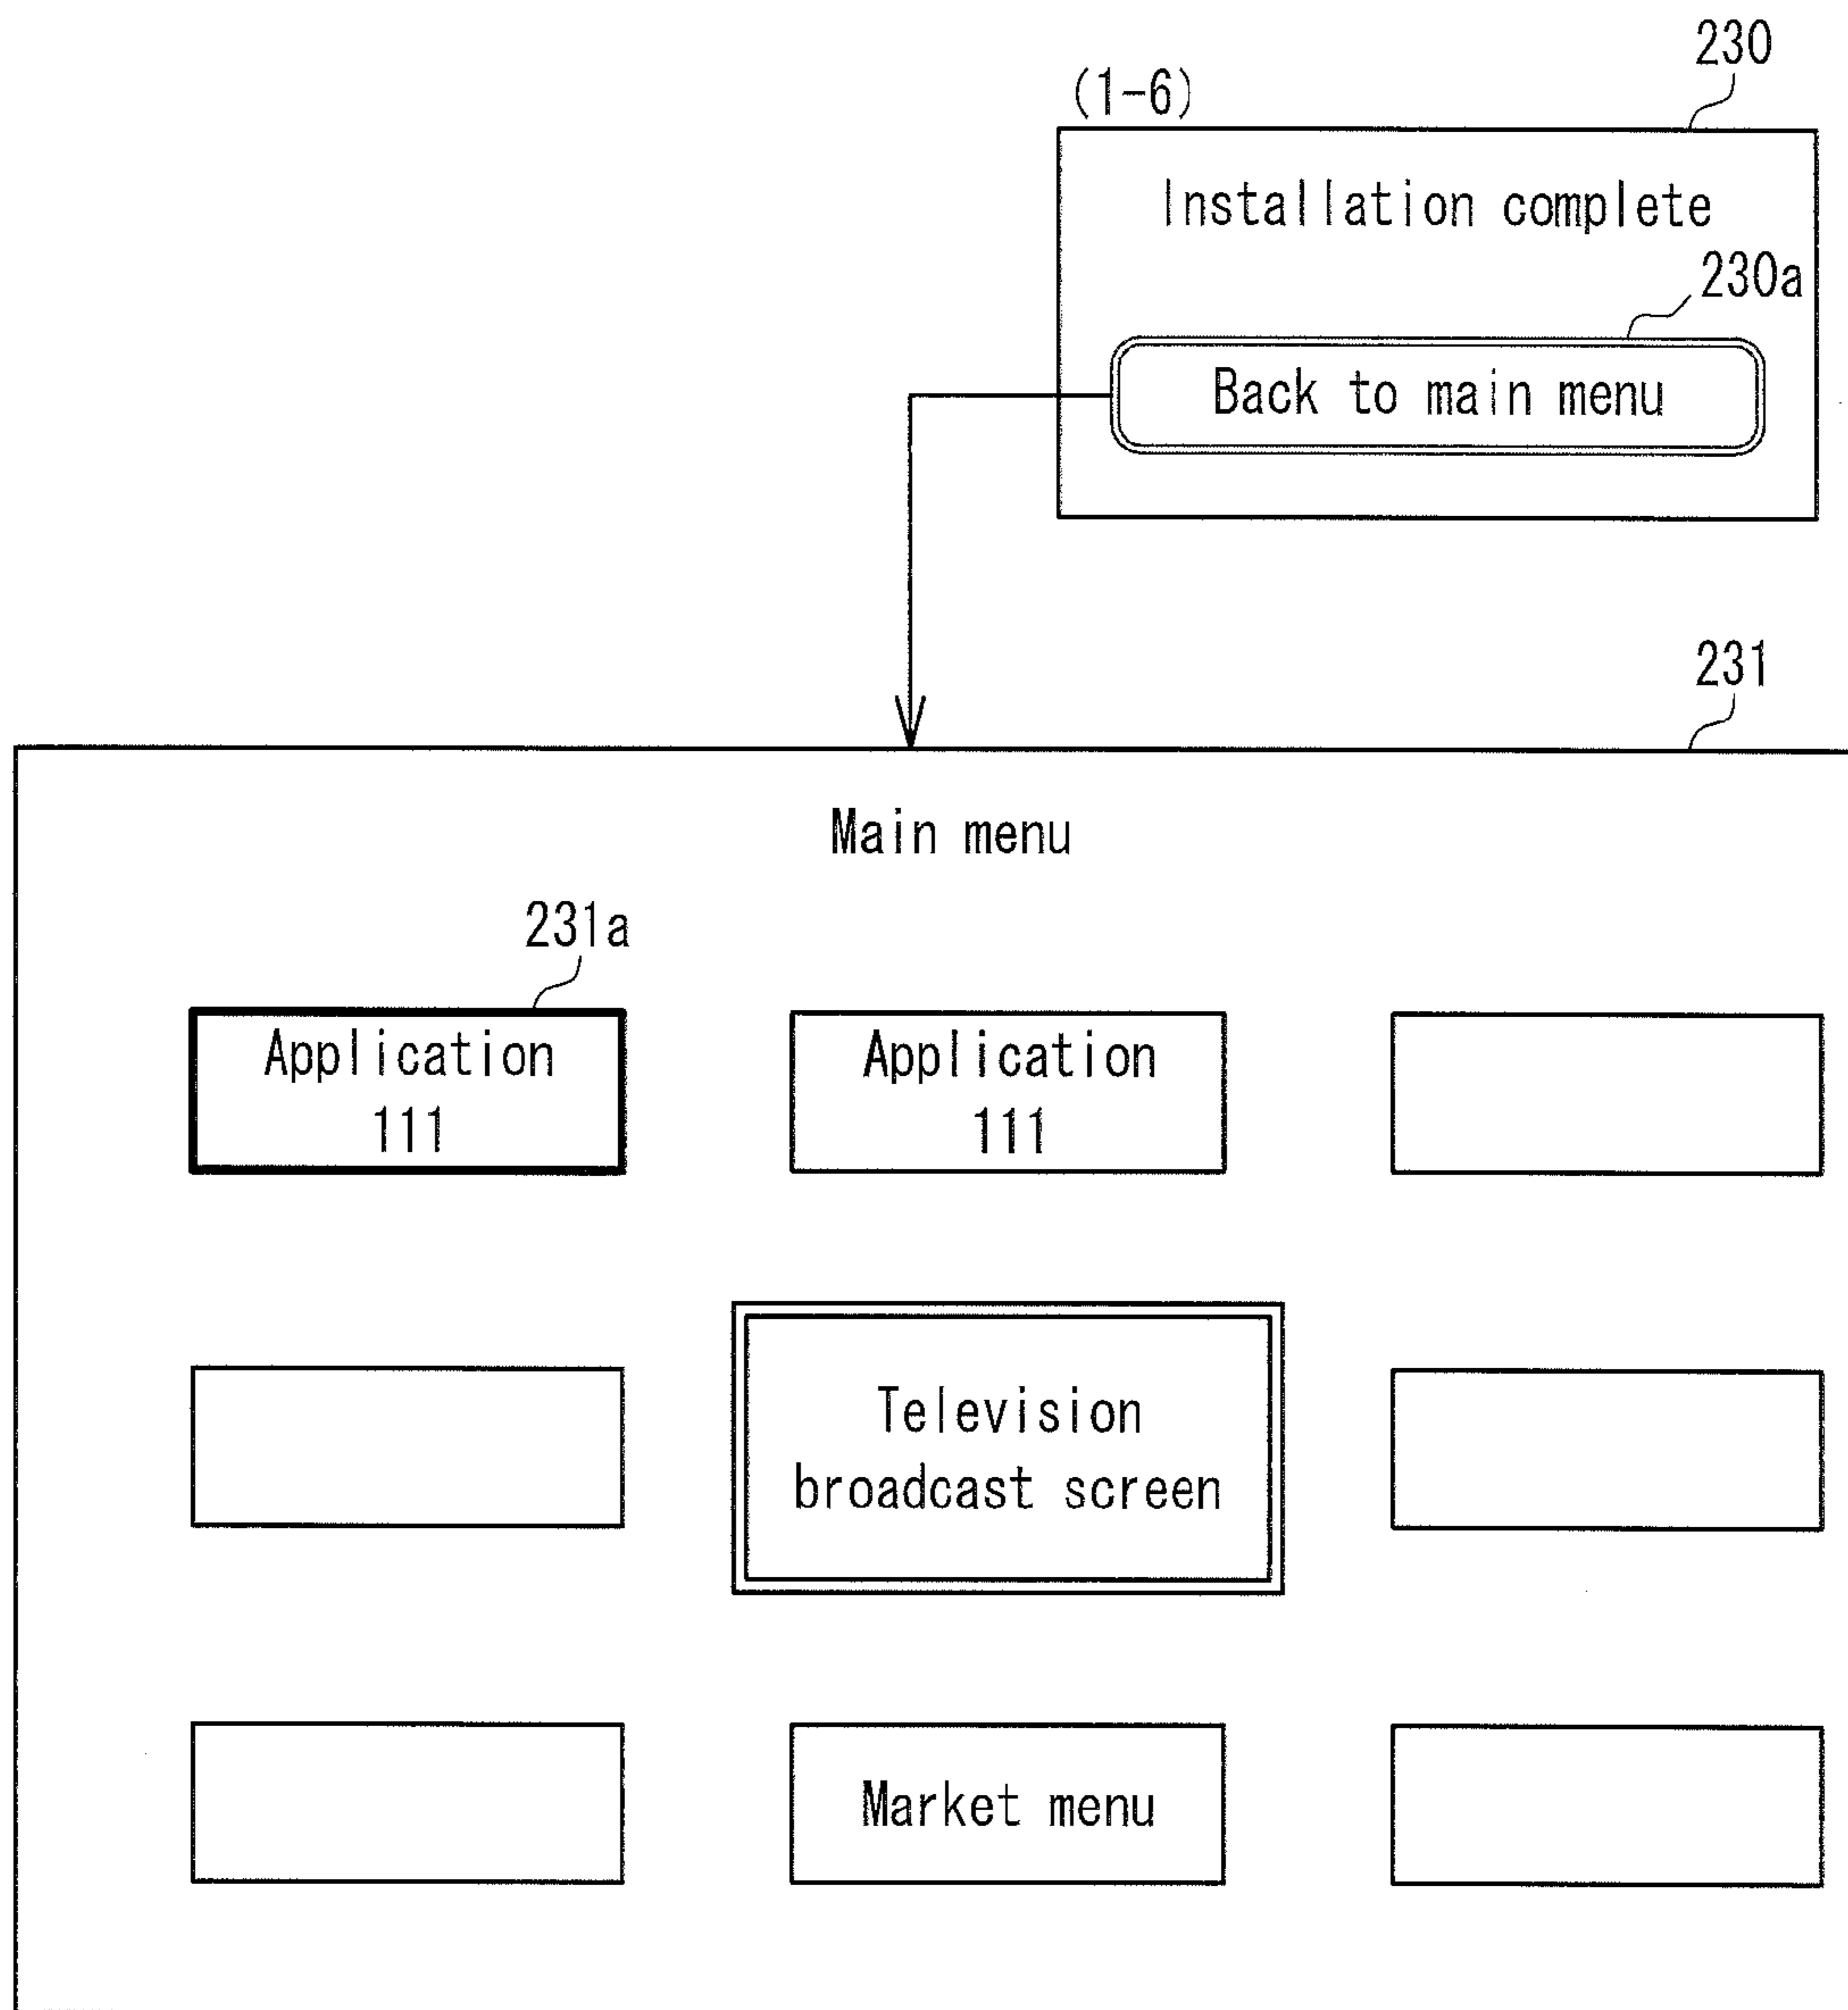 230
(1-6)
Installation complete
230a
Back to main menu
231
Main menu
231a
Application
111
Application
111
Television
broadcast screen
Market menu